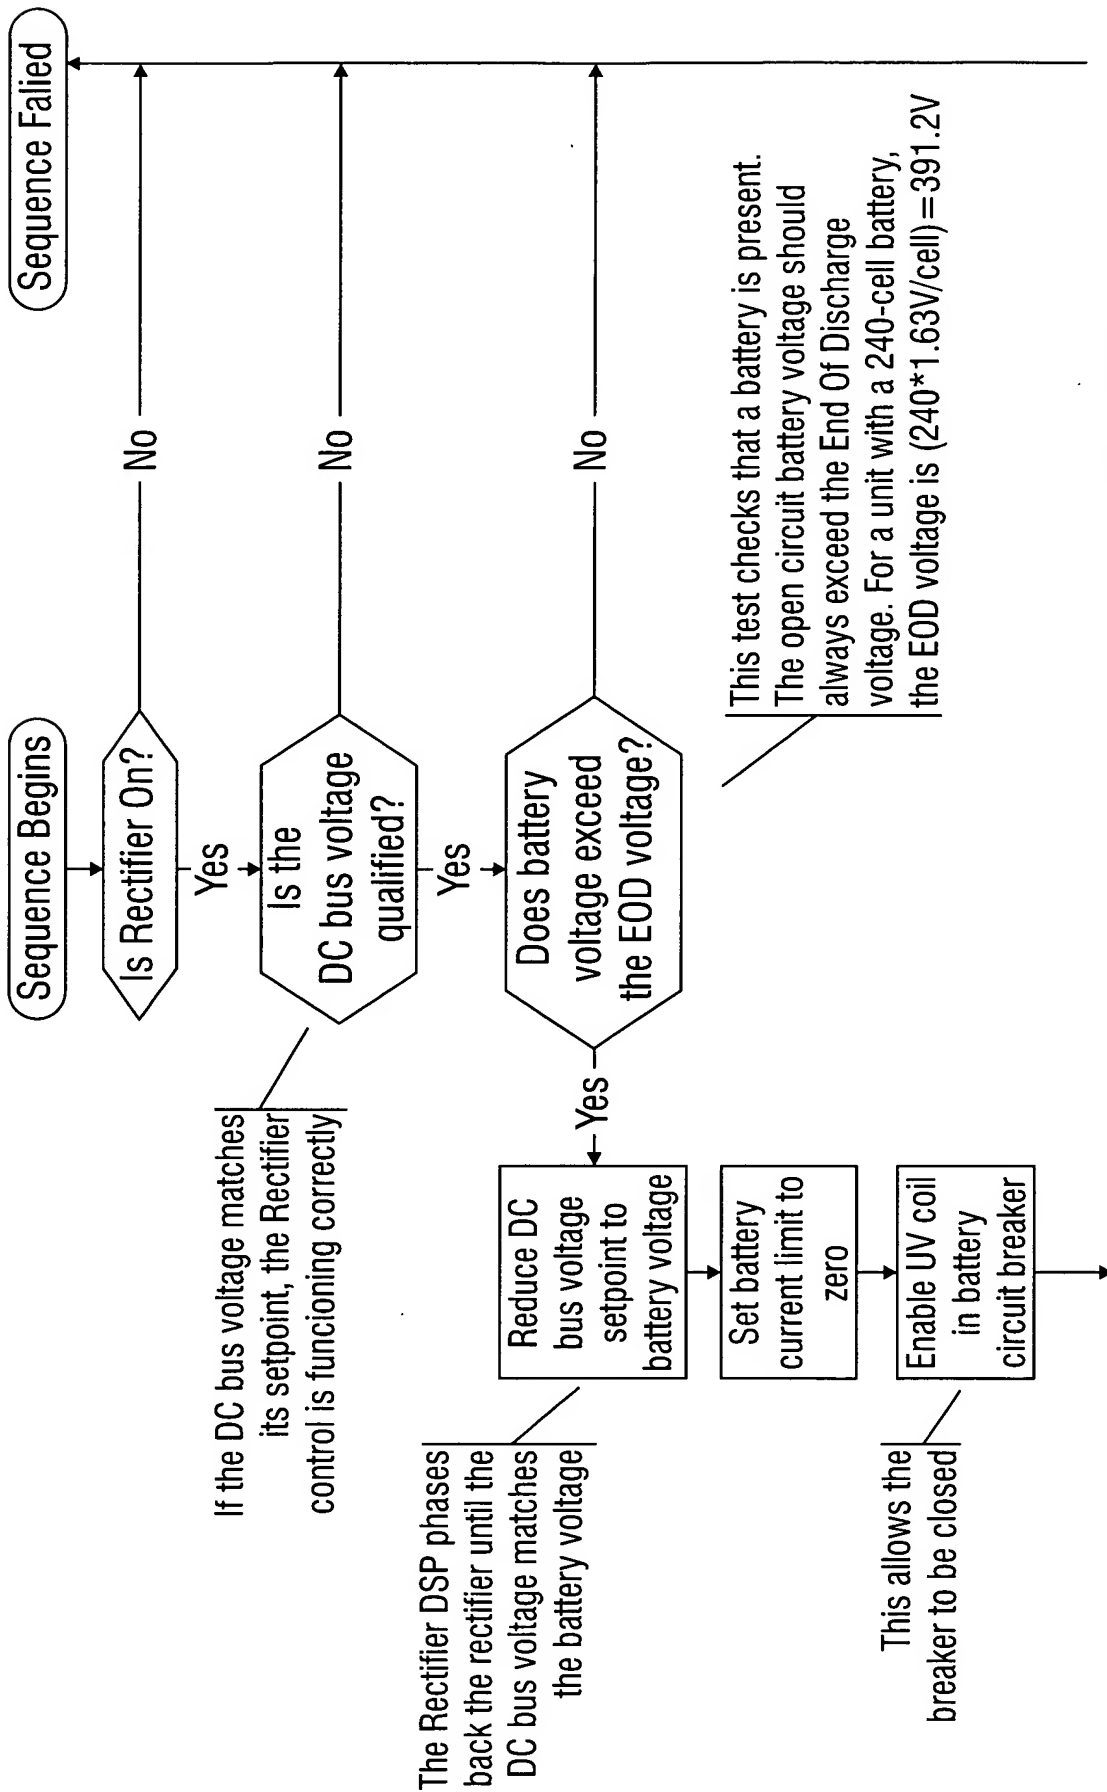 Sequence Begins
Sequence Falied
Is Rectifier On?
No
Yes
If the DC bus voltage matches
its setpoint, the Rectifier
control is funcioning correctly
Is the
DC bus voltage
qualified?
No
Yes
Does battery
voltage exceed
the EOD voltage?
No
Yes
This test checks that a battery is present.
The open circuit battery voltage should
always exceed the End Of Discharge
voltage. For a unit with a 240-cell battery,
the EOD voltage is (240*1.63V/cell)=391.2V
The Rectifier DSP phases
back the rectifier until the
DC bus voltage matches
the battery voltage
Reduce DC
bus voltage
setpoint to
battery voltage
Set battery
current limit to
zero
This allows the
breaker to be closed
Enable UV coil
in battery
circuit breaker